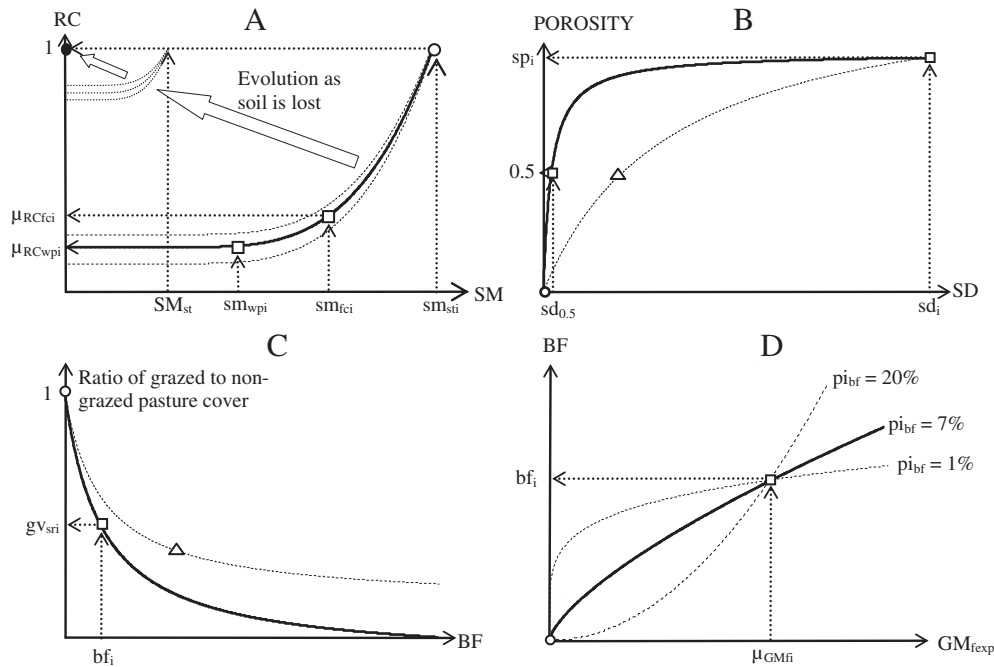 A
RC
1
Evolution as
soil is lost
μRCfci
μRCwpi
SMst
smwpi
smfci
smsti
SM
B
POROSITY
spi
0.5
sd0.5
sdi
SD
C
Ratio of grazed to non-
grazed pasture cover
1
gvsri
bfi
BF
D
BF
pibf = 20%
pibf = 7%
pibf = 1%
bfi
μGMfi
GMfexp